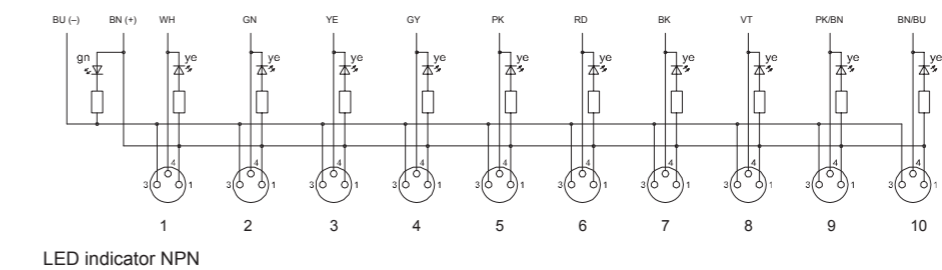 BU (–) BN (+) WH GN YE GY PK RD BK VT PK/BN BN/BU
gn ye ye ye ye ye ye ye ye ye ye
4 4 4 4 4 4 4 4 4 4
3 1 3 1 3 1 3 1 3 1 3 1 3 1 3 1 3 1 3 1
1 2 3 4 5 6 7 8 9 10
LED indicator NPN